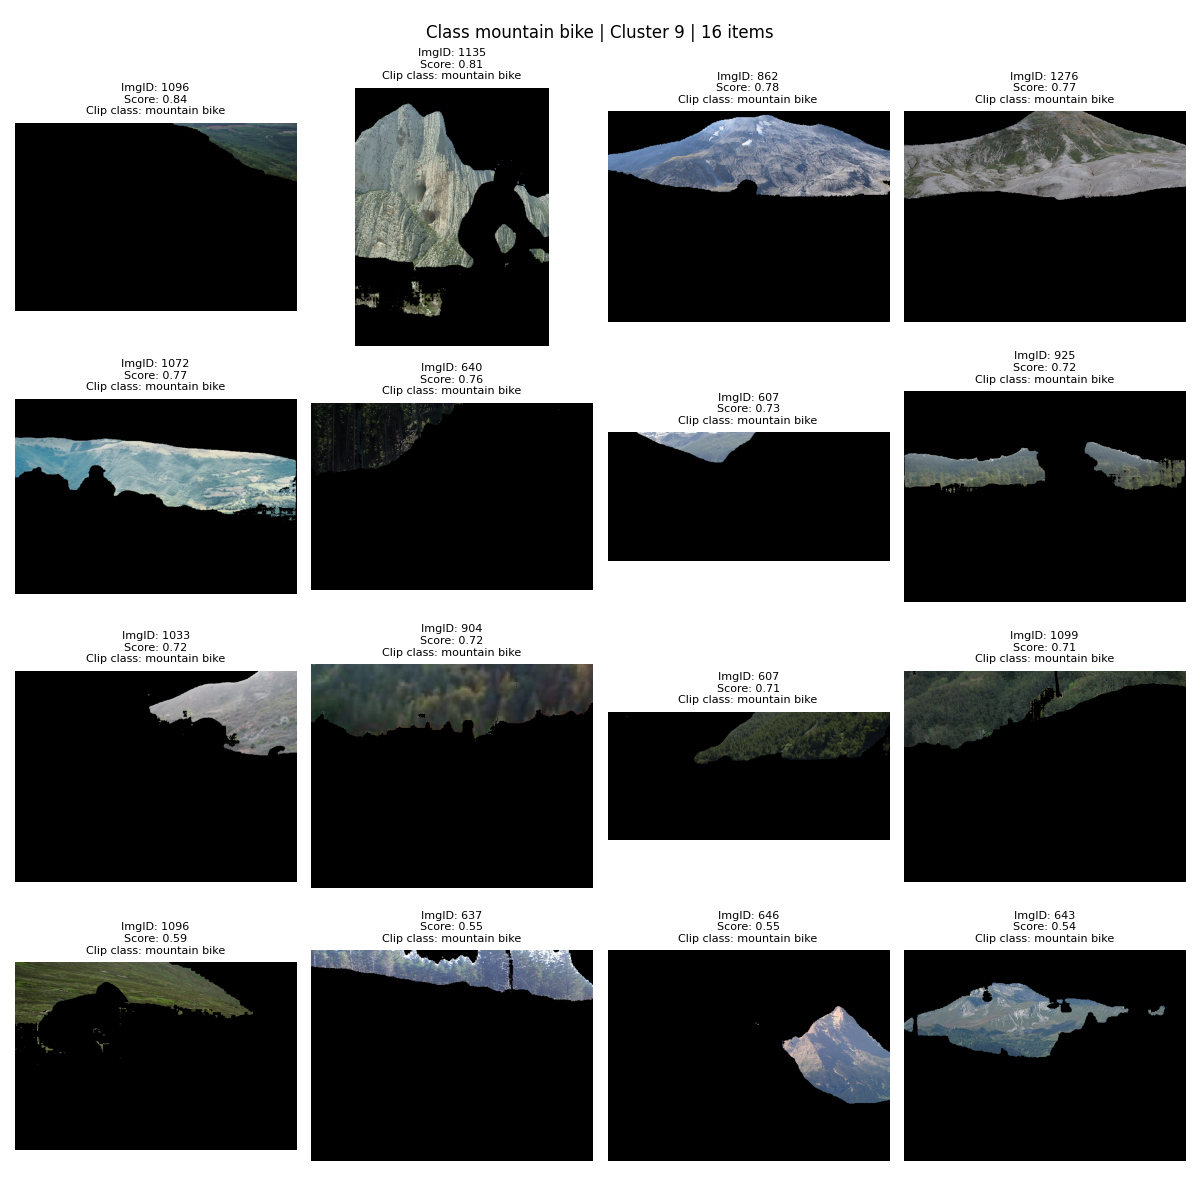 Class mountain bike | Cluster 9 | 16 items
ImgID: 1096
Score: 0.84
Clip class: mountain bike
ImgID: 1135
Score: 0.81
Clip class: mountain bike
ImgID: 862
Score: 0.78
Clip class: mountain bike
ImgID: 1276
Score: 0.77
Clip class: mountain bike
ImgID: 1072
Score: 0.77
Clip class: mountain bike
ImgID: 640
Score: 0.76
Clip class: mountain bike
ImgID: 607
Score: 0.73
Clip class: mountain bike
ImgID: 925
Score: 0.72
Clip class: mountain bike
ImgID: 1033
Score: 0.72
Clip class: mountain bike
ImgID: 904
Score: 0.72
Clip class: mountain bike
ImgID: 607
Score: 0.71
Clip class: mountain bike
ImgID: 1099
Score: 0.71
Clip class: mountain bike
ImgID: 1096
Score: 0.59
Clip class: mountain bike
ImgID: 637
Score: 0.55
Clip class: mountain bike
ImgID: 646
Score: 0.55
Clip class: mountain bike
ImgID: 643
Score: 0.54
Clip class: mountain bike